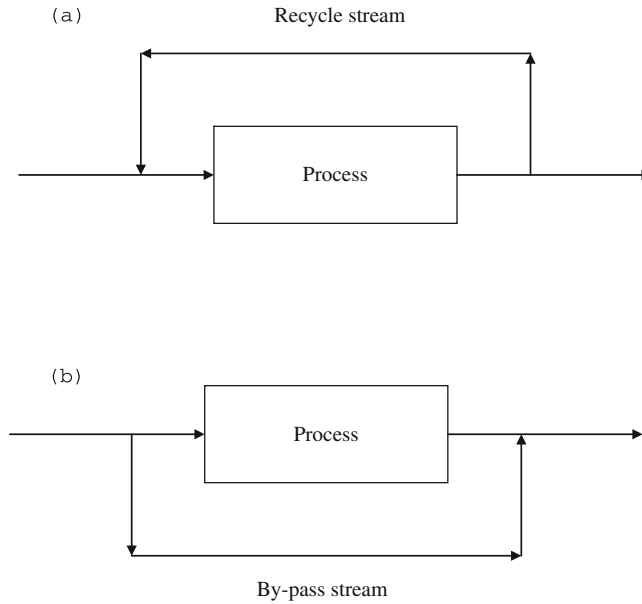 (a)
Recycle stream
Process
(b)
Process
By-pass stream